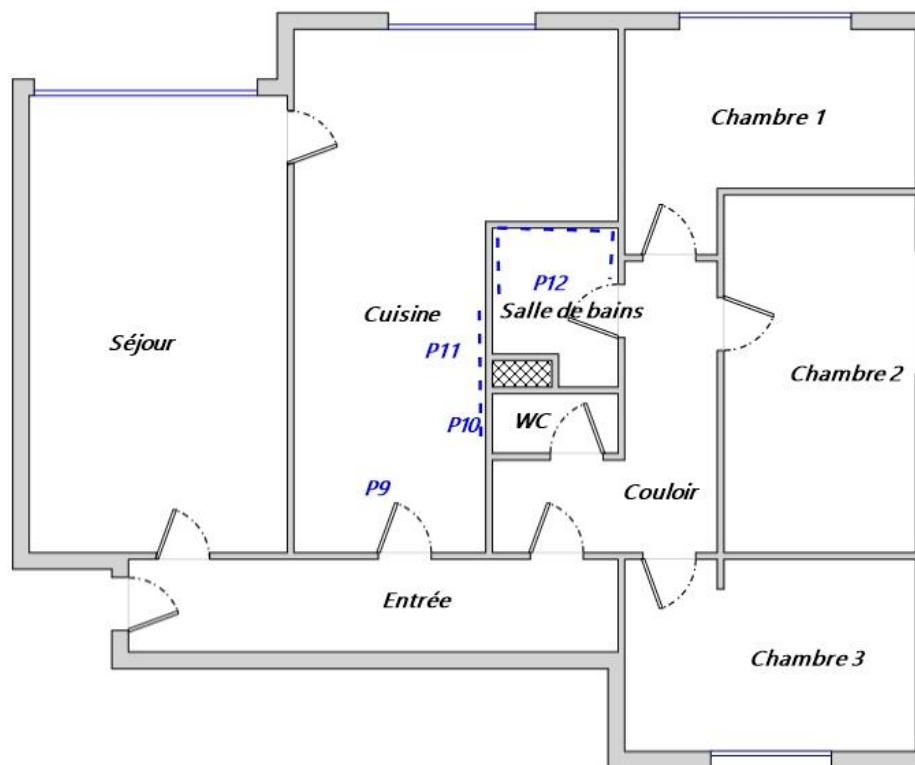 Chambre 1
P12
Salle de bains
Cuisine
Séjour
P11
Chambre 2
P10
WC
P9
Couloir
Entrée
Chambre 3